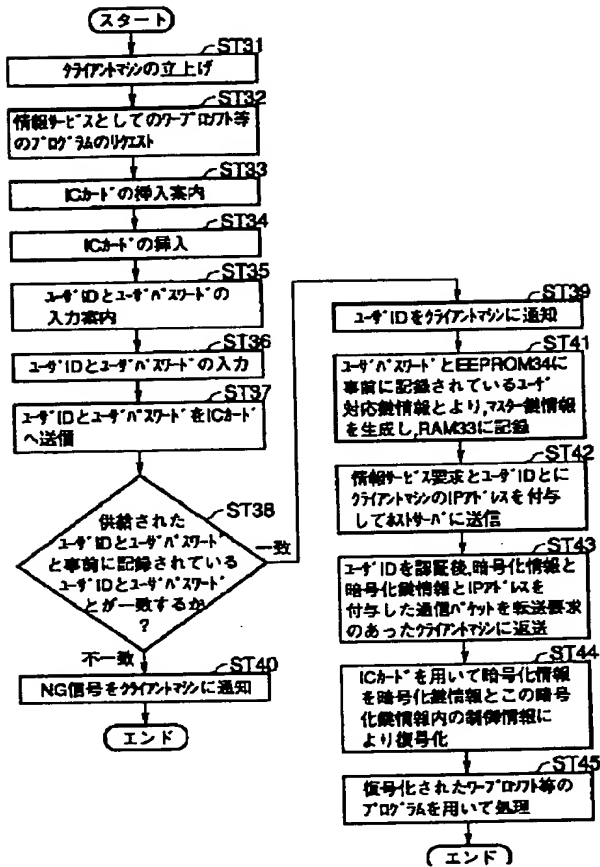 スタート
ST31
クライアントマシンの立上げ
ST32
情報サービスとしてのワープロソフト等
のプログラムのリクエスト
ST33
ICカードの挿入案内
ST34
ICカードの挿入
ST35
ユーザIDとユーザパスワードの
入力案内
ST36
ユーザIDとユーザパスワードの入力
ST37
ユーザIDとユーザパスワードをICカード
へ送信
ST38
供給された
ユーザIDとユーザパスワード
と事前に記録されている
ユーザIDとユーザパスワード
とが一致するか
?
一致
不一致
ST40
NG信号をクライアントマシンに通知
エンド
ST39
ユーザIDをクライアントマシンに通知
ST41
ユーザパスワードとEEPROM34に
事前に記録されているユーザ
対応鍵情報とより,マスター鍵情報
を生成し,RAM33に記録
ST42
情報サービス要求とユーザIDとに
クライアントマシンのIPアドレスを付与
してホストサーバに送信
ST43
ユーザIDを認証後,暗号化情報と
暗号化鍵情報とIPアドレスを
付与した通信パケットを転送要求
のあったクライアントマシンに返送
ST44
ICカードを用いて暗号化情報
を暗号化鍵情報とこの暗号
化鍵情報内の制御情報に
より復号化
ST45
復号化されたワープロソフト等の
プログラムを用いて処理
エンド